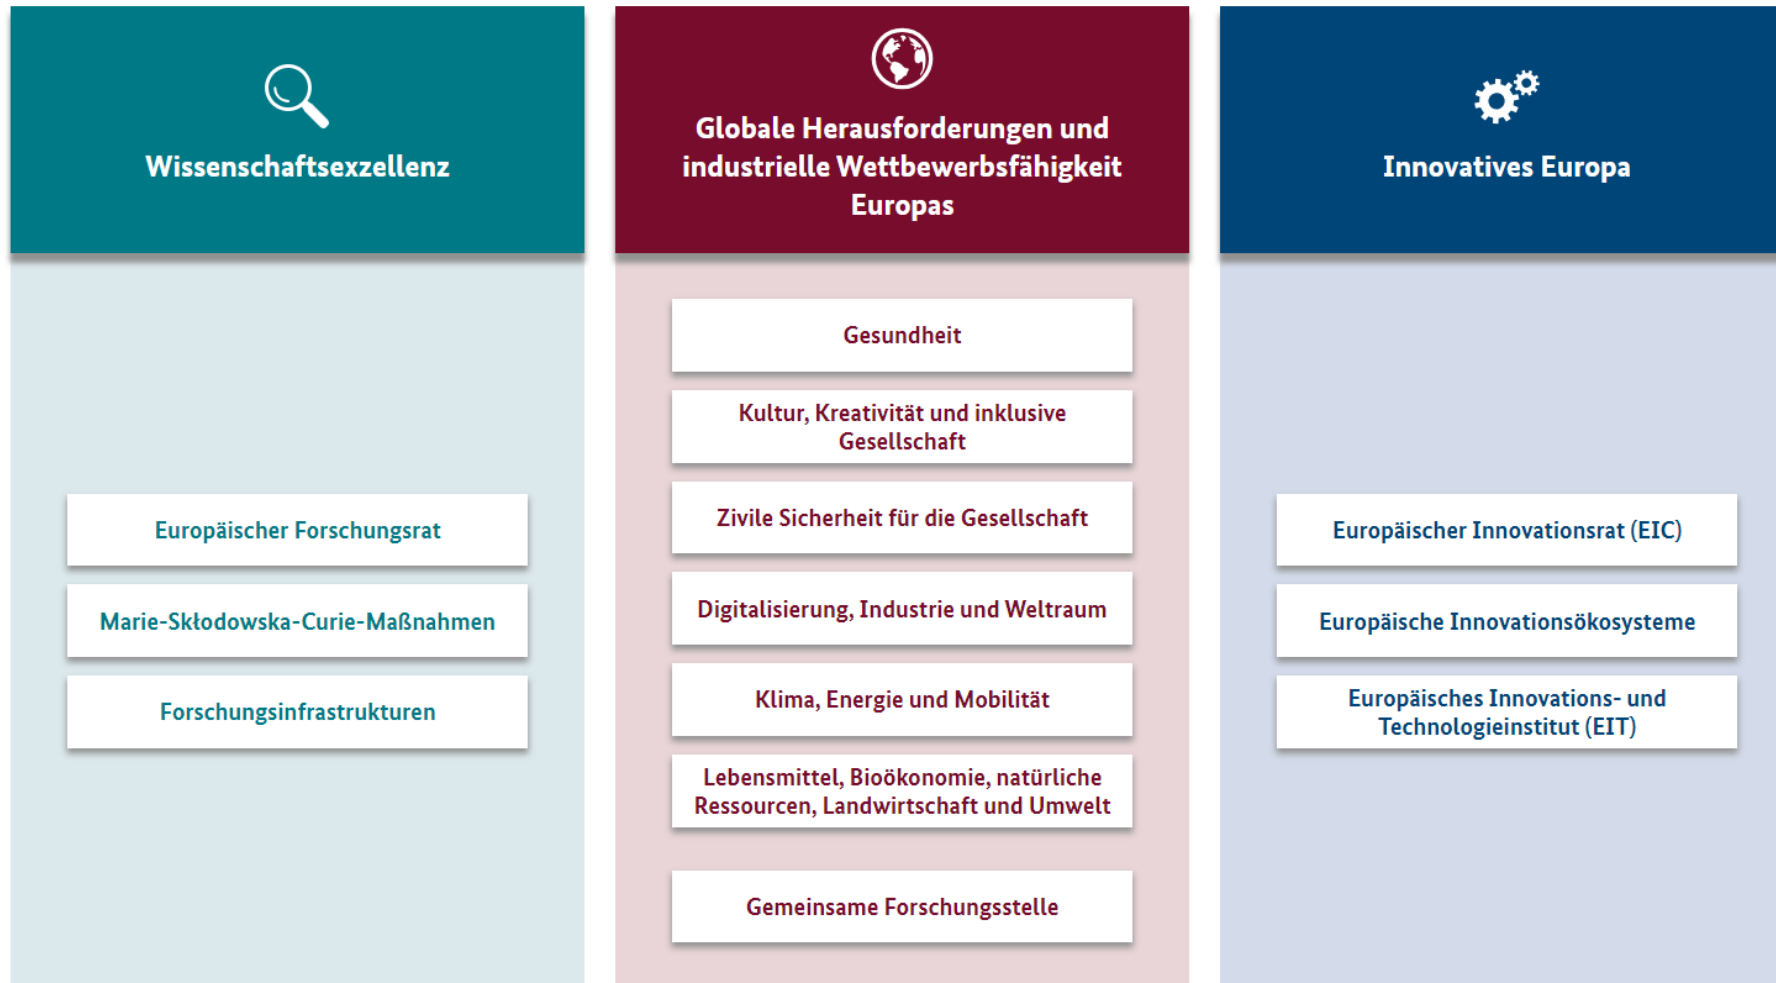 Wissenschaftsexzellenz
Europäischer Forschungsrat
Marie-Skłodowska-Curie-Maßnahmen
Forschungsinfrastrukturen
Globale Herausforderungen und
industrielle Wettbewerbsfähigkeit
Europas
Gesundheit
Kultur, Kreativität und inklusive
Gesellschaft
Zivile Sicherheit für die Gesellschaft
Digitalisierung, Industrie und Weltraum
Klima, Energie und Mobilität
Lebensmittel, Bioökonomie, natürliche
Ressourcen, Landwirtschaft und Umwelt
Gemeinsame Forschungsstelle
Innovatives Europa
Europäischer Innovationsrat (EIC)
Europäische Innovationsökosysteme
Europäisches Innovations- und
Technologieinstitut (EIT)